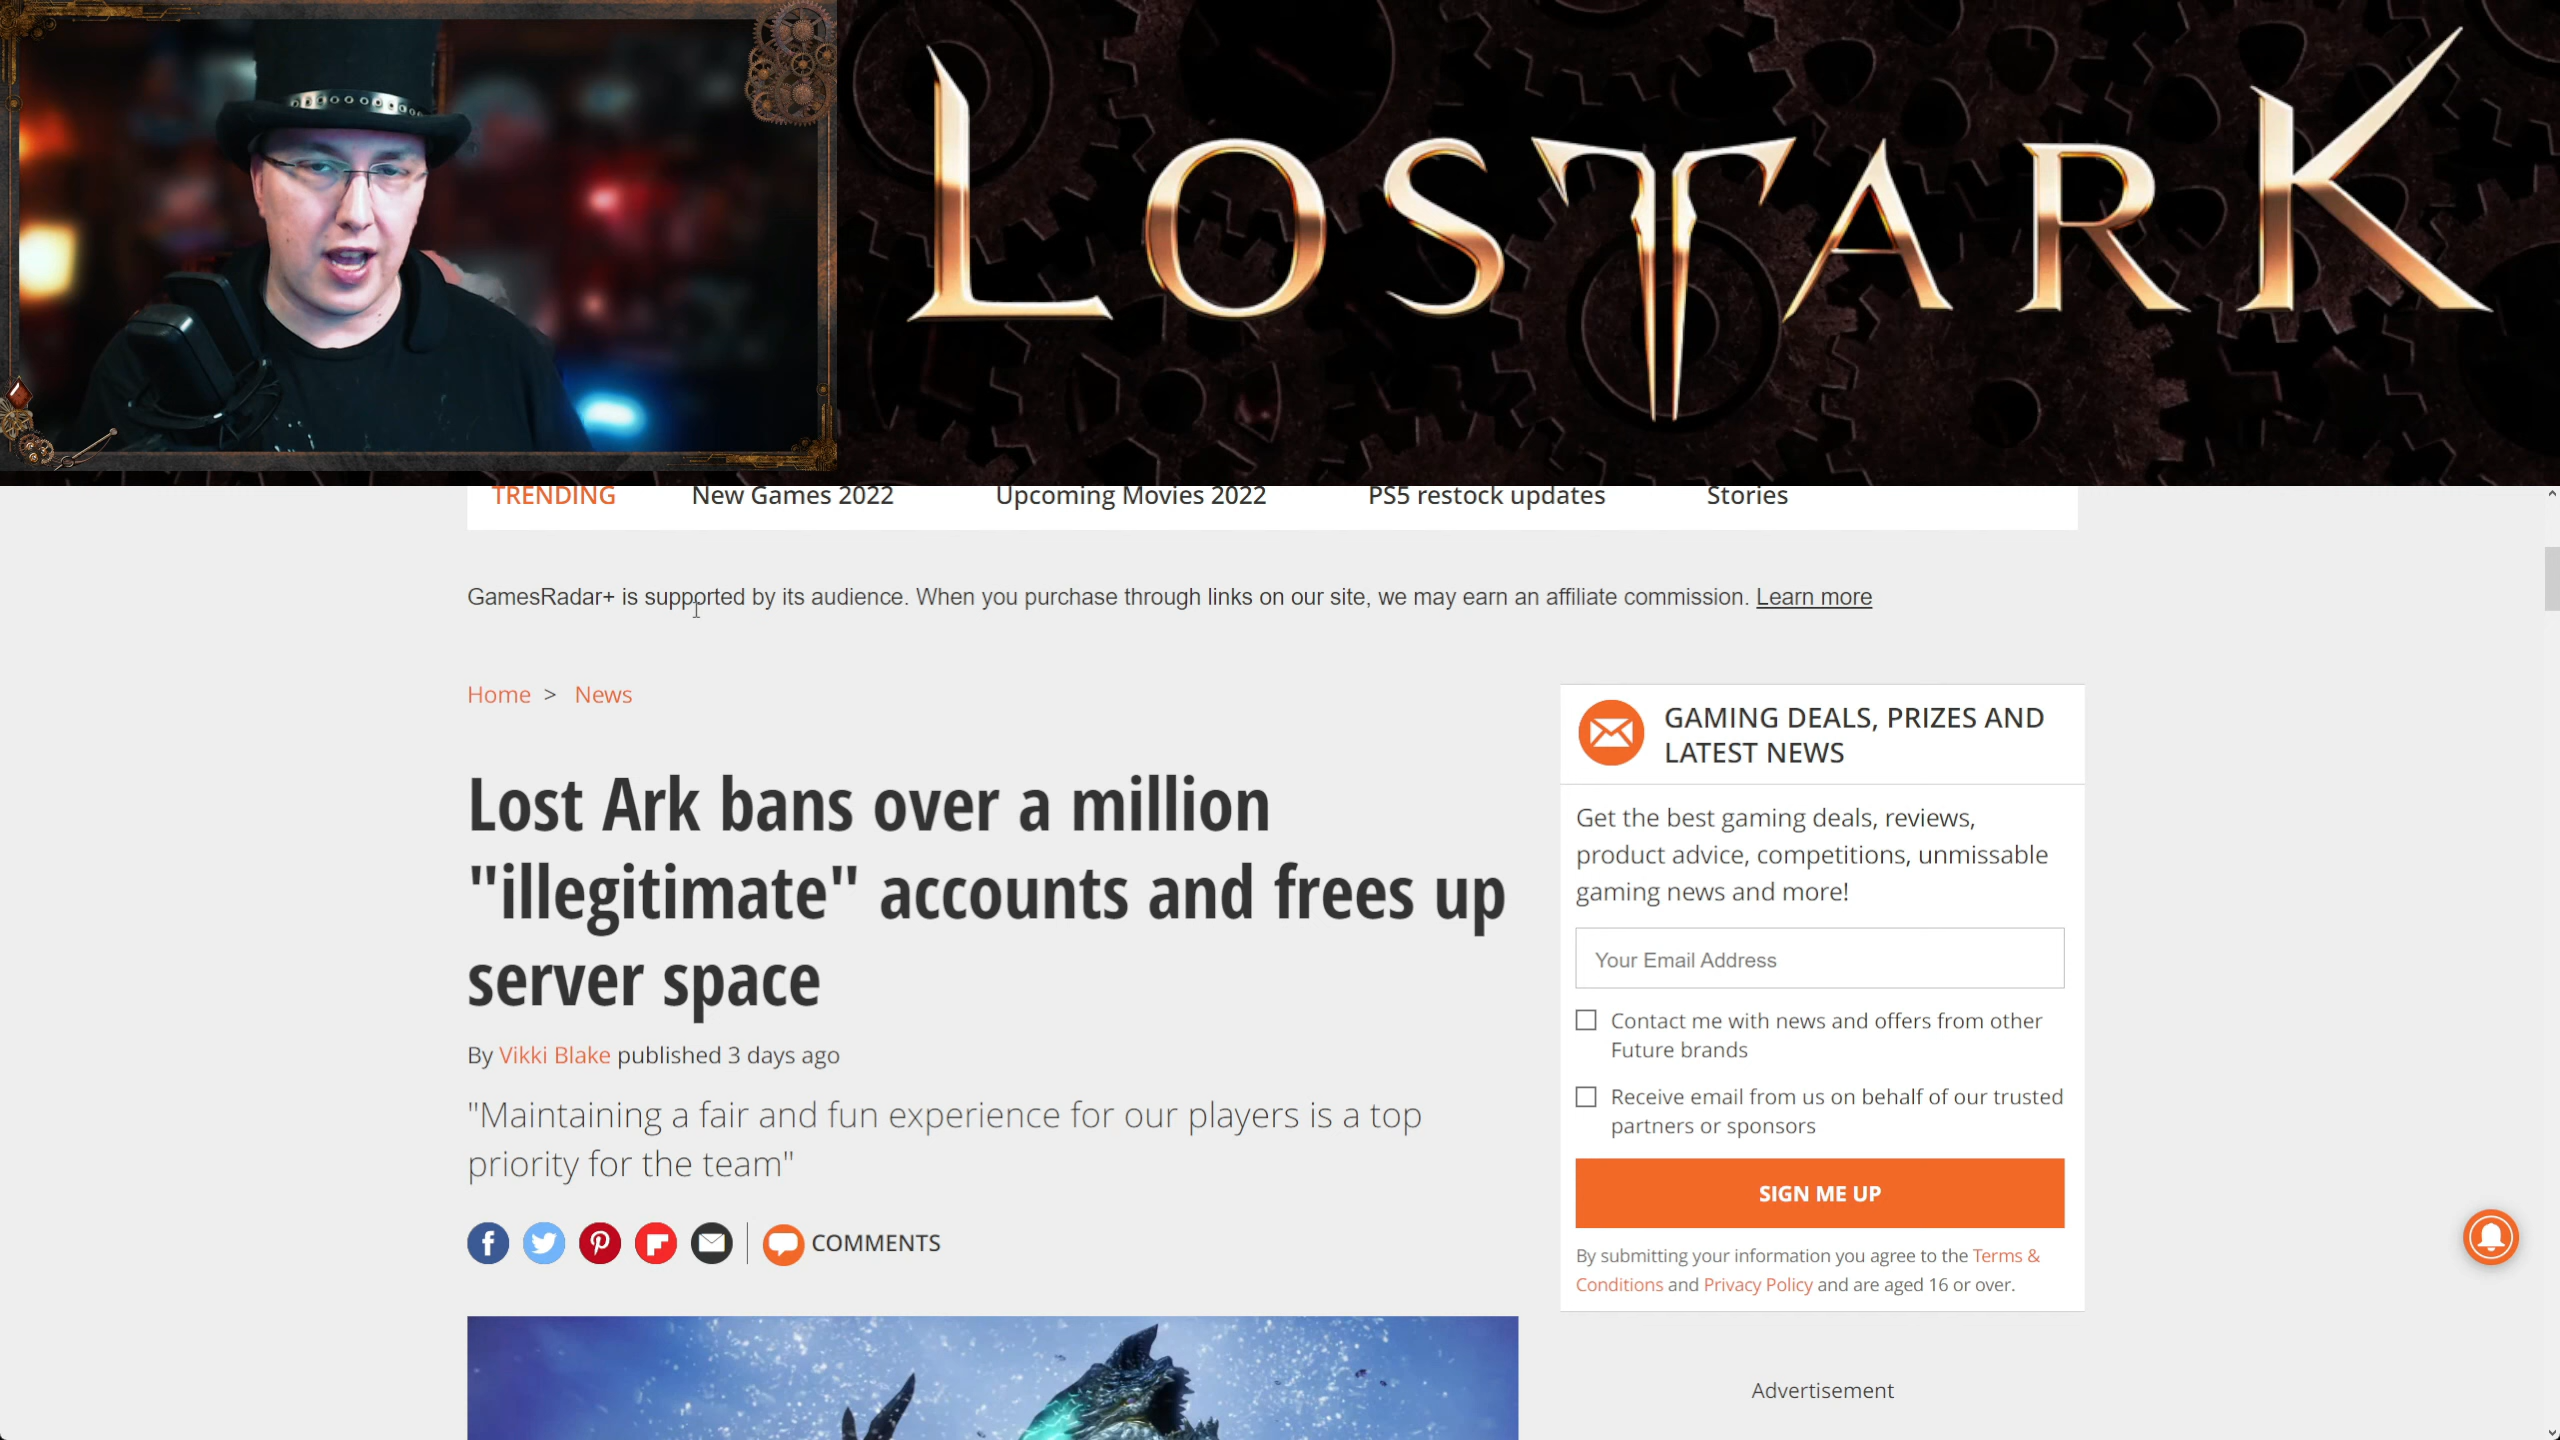 LOST ARK
TRENDING
New Games 2022
Upcoming Movies 2022
PS5 restock updates
Stories
GamesRadar+ is supported by its audience. When you purchase through links on our site, we may earn an affiliate commission. Learn more
Home > News
Lost Ark bans over a million
"illegitimate" accounts and frees up
server space
By Vikki Blake published 3 days ago
"Maintaining a fair and fun experience for our players is a top
priority for the team"
COMMENTS
GAMING DEALS, PRIZES AND
LATEST NEWS
Get the best gaming deals, reviews,
product advice, competitions, unmissable
gaming news and more!
Your Email Address
Contact me with news and offers from other
Future brands
Receive email from us on behalf of our trusted
partners or sponsors
SIGN ME UP
By submitting your information you agree to the Terms &
Conditions and Privacy Policy and are aged 16 or over.
Advertisement